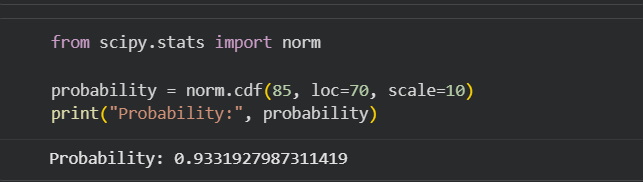 from scipy.stats import norm
probability = norm.cdf(85, loc=70, scale=10)
print("Probability:", probability)
Probability: 0.9331927987311419